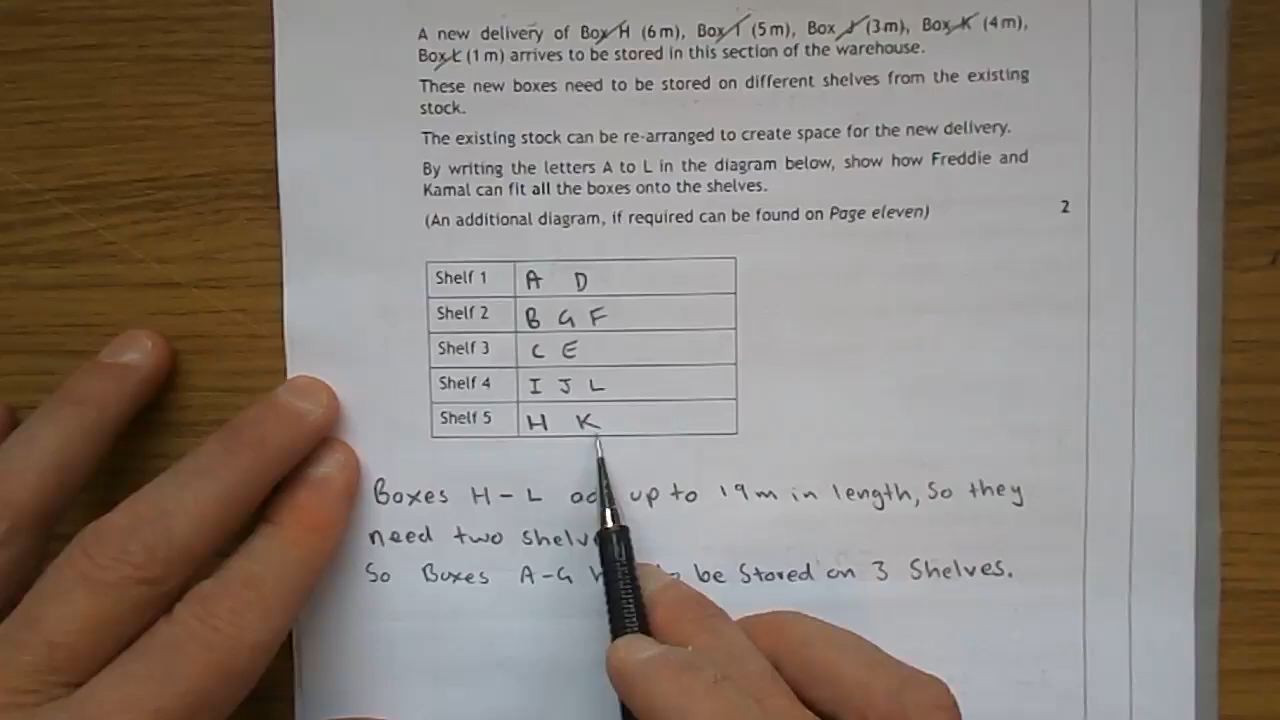 A new delivery of Box H (6 m), Box I (5 m), Box J (3 m), Box K (4 m),
Box L (1 m) arrives to be stored in this section of the warehouse.
These new boxes need to be stored on different shelves from the existing
stock.
The existing stock can be re-arranged to create space for the new delivery.
By writing the letters A to L in the diagram below, show how Freddie and
Kamal can fit all the boxes onto the shelves.
(An additional diagram, if required can be found on Page eleven)
2
Shelf 1 A D
Shelf 2 B G F
Shelf 3 C E
Shelf 4 I J L
Shelf 5 H K
Boxes H - L up to 19m in length, So they
need two
So Boxes A-G be Stored on 3 Shelves.